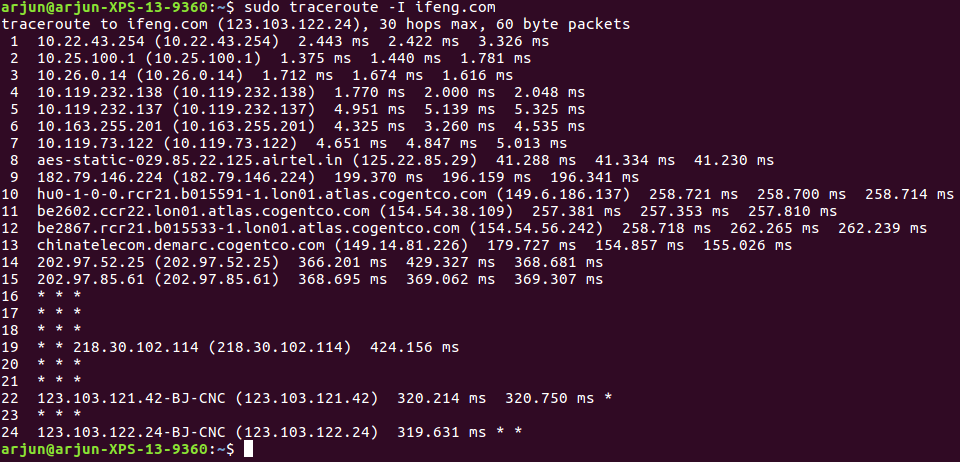 arjun@arjun-XPS-13-9360:~$ sudo traceroute -I ifeng.com
traceroute to ifeng.com (123.103.122.24), 30 hops max, 60 byte packets
 1  10.22.43.254 (10.22.43.254)  2.443 ms  2.422 ms  3.326 ms
 2  10.25.100.1 (10.25.100.1)  1.375 ms  1.440 ms  1.781 ms
 3  10.26.0.14 (10.26.0.14)  1.712 ms  1.674 ms  1.616 ms
 4  10.119.232.138 (10.119.232.138)  1.770 ms  2.000 ms  2.048 ms
 5  10.119.232.137 (10.119.232.137)  4.951 ms  5.139 ms  5.325 ms
 6  10.163.255.201 (10.163.255.201)  4.325 ms  3.260 ms  4.535 ms
 7  10.119.73.122 (10.119.73.122)  4.651 ms  4.847 ms  5.013 ms
 8  aes-static-029.85.22.125.airtel.in (125.22.85.29)  41.288 ms  41.334 ms  41.230 ms
 9  182.79.146.224 (182.79.146.224)  199.370 ms  196.159 ms  196.341 ms
10  hu0-1-0-0.rcr21.b015591-1.lon01.atlas.cogentco.com (149.6.186.137)  258.721 ms  258.700 ms  258.714 ms
11  be2602.ccr22.lon01.atlas.cogentco.com (154.54.38.109)  257.381 ms  257.353 ms  257.810 ms
12  be2867.rcr21.b015533-1.lon01.atlas.cogentco.com (154.54.56.242)  258.718 ms  262.265 ms  262.239 ms
13  chinatelecom.demarc.cogentco.com (149.14.81.226)  179.727 ms  154.857 ms  155.026 ms
14  202.97.52.25 (202.97.52.25)  366.201 ms  429.327 ms  368.681 ms
15  202.97.85.61 (202.97.85.61)  368.695 ms  369.062 ms  369.307 ms
16  * * *
17  * * *
18  * * *
19  * * 218.30.102.114 (218.30.102.114)  424.156 ms
20  * * *
21  * * *
22  123.103.121.42-BJ-CNC (123.103.121.42)  320.214 ms  320.750 ms *
23  * * *
24  123.103.122.24-BJ-CNC (123.103.122.24)  319.631 ms * *
arjun@arjun-XPS-13-9360:~$